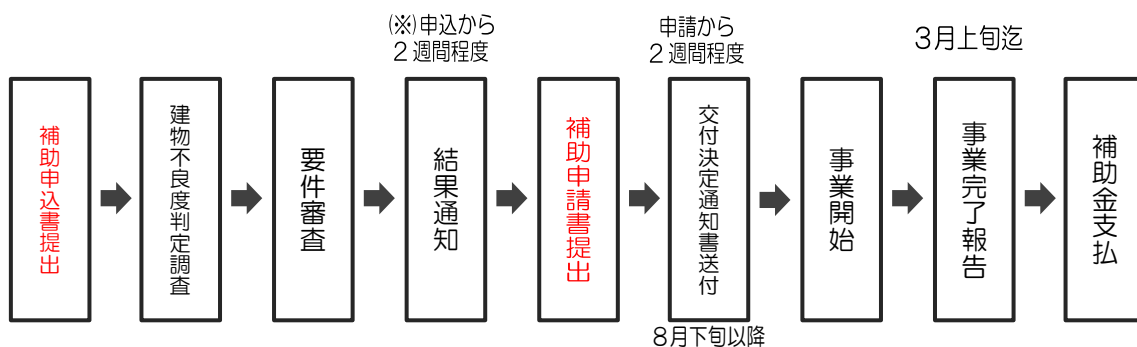 (※)申込から
２週間程度
申請から
２週間程度
３月上旬迄
補助申込書提出
建物不良度判定調査
要件審査
結果通知
補助申請書提出
交付決定通知書送付
事業開始
事業完了報告
補助金支払
８月下旬以降